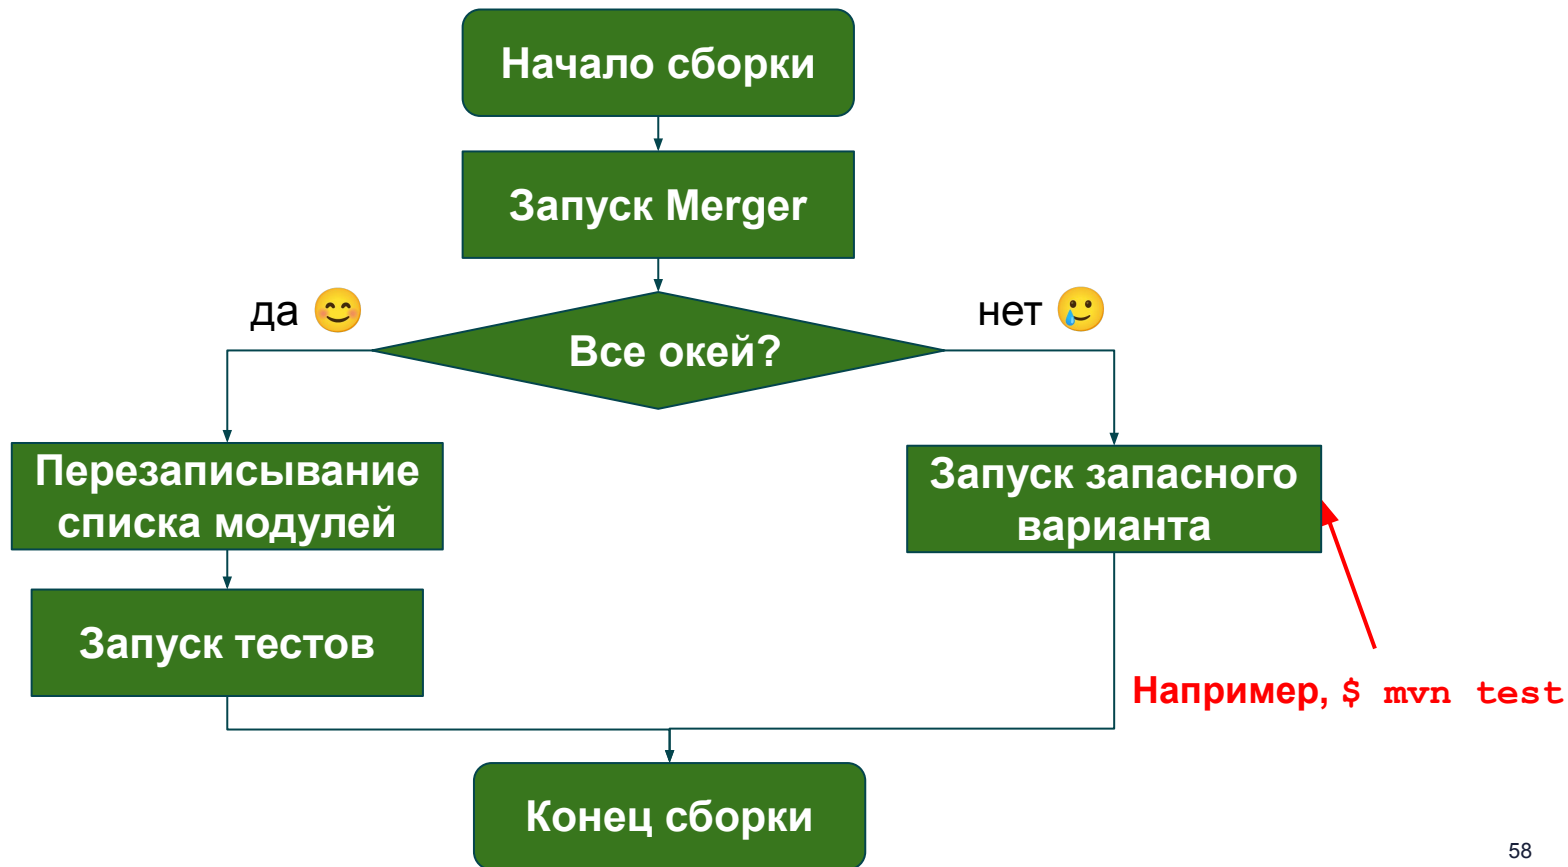 Начало сборки
Запуск Merger
да 😊
нет 🥲
Все окей?
Перезаписывание
списка модулей
Запуск запасного
варианта
Запуск тестов
Например, $ mvn test
Конец сборки
58